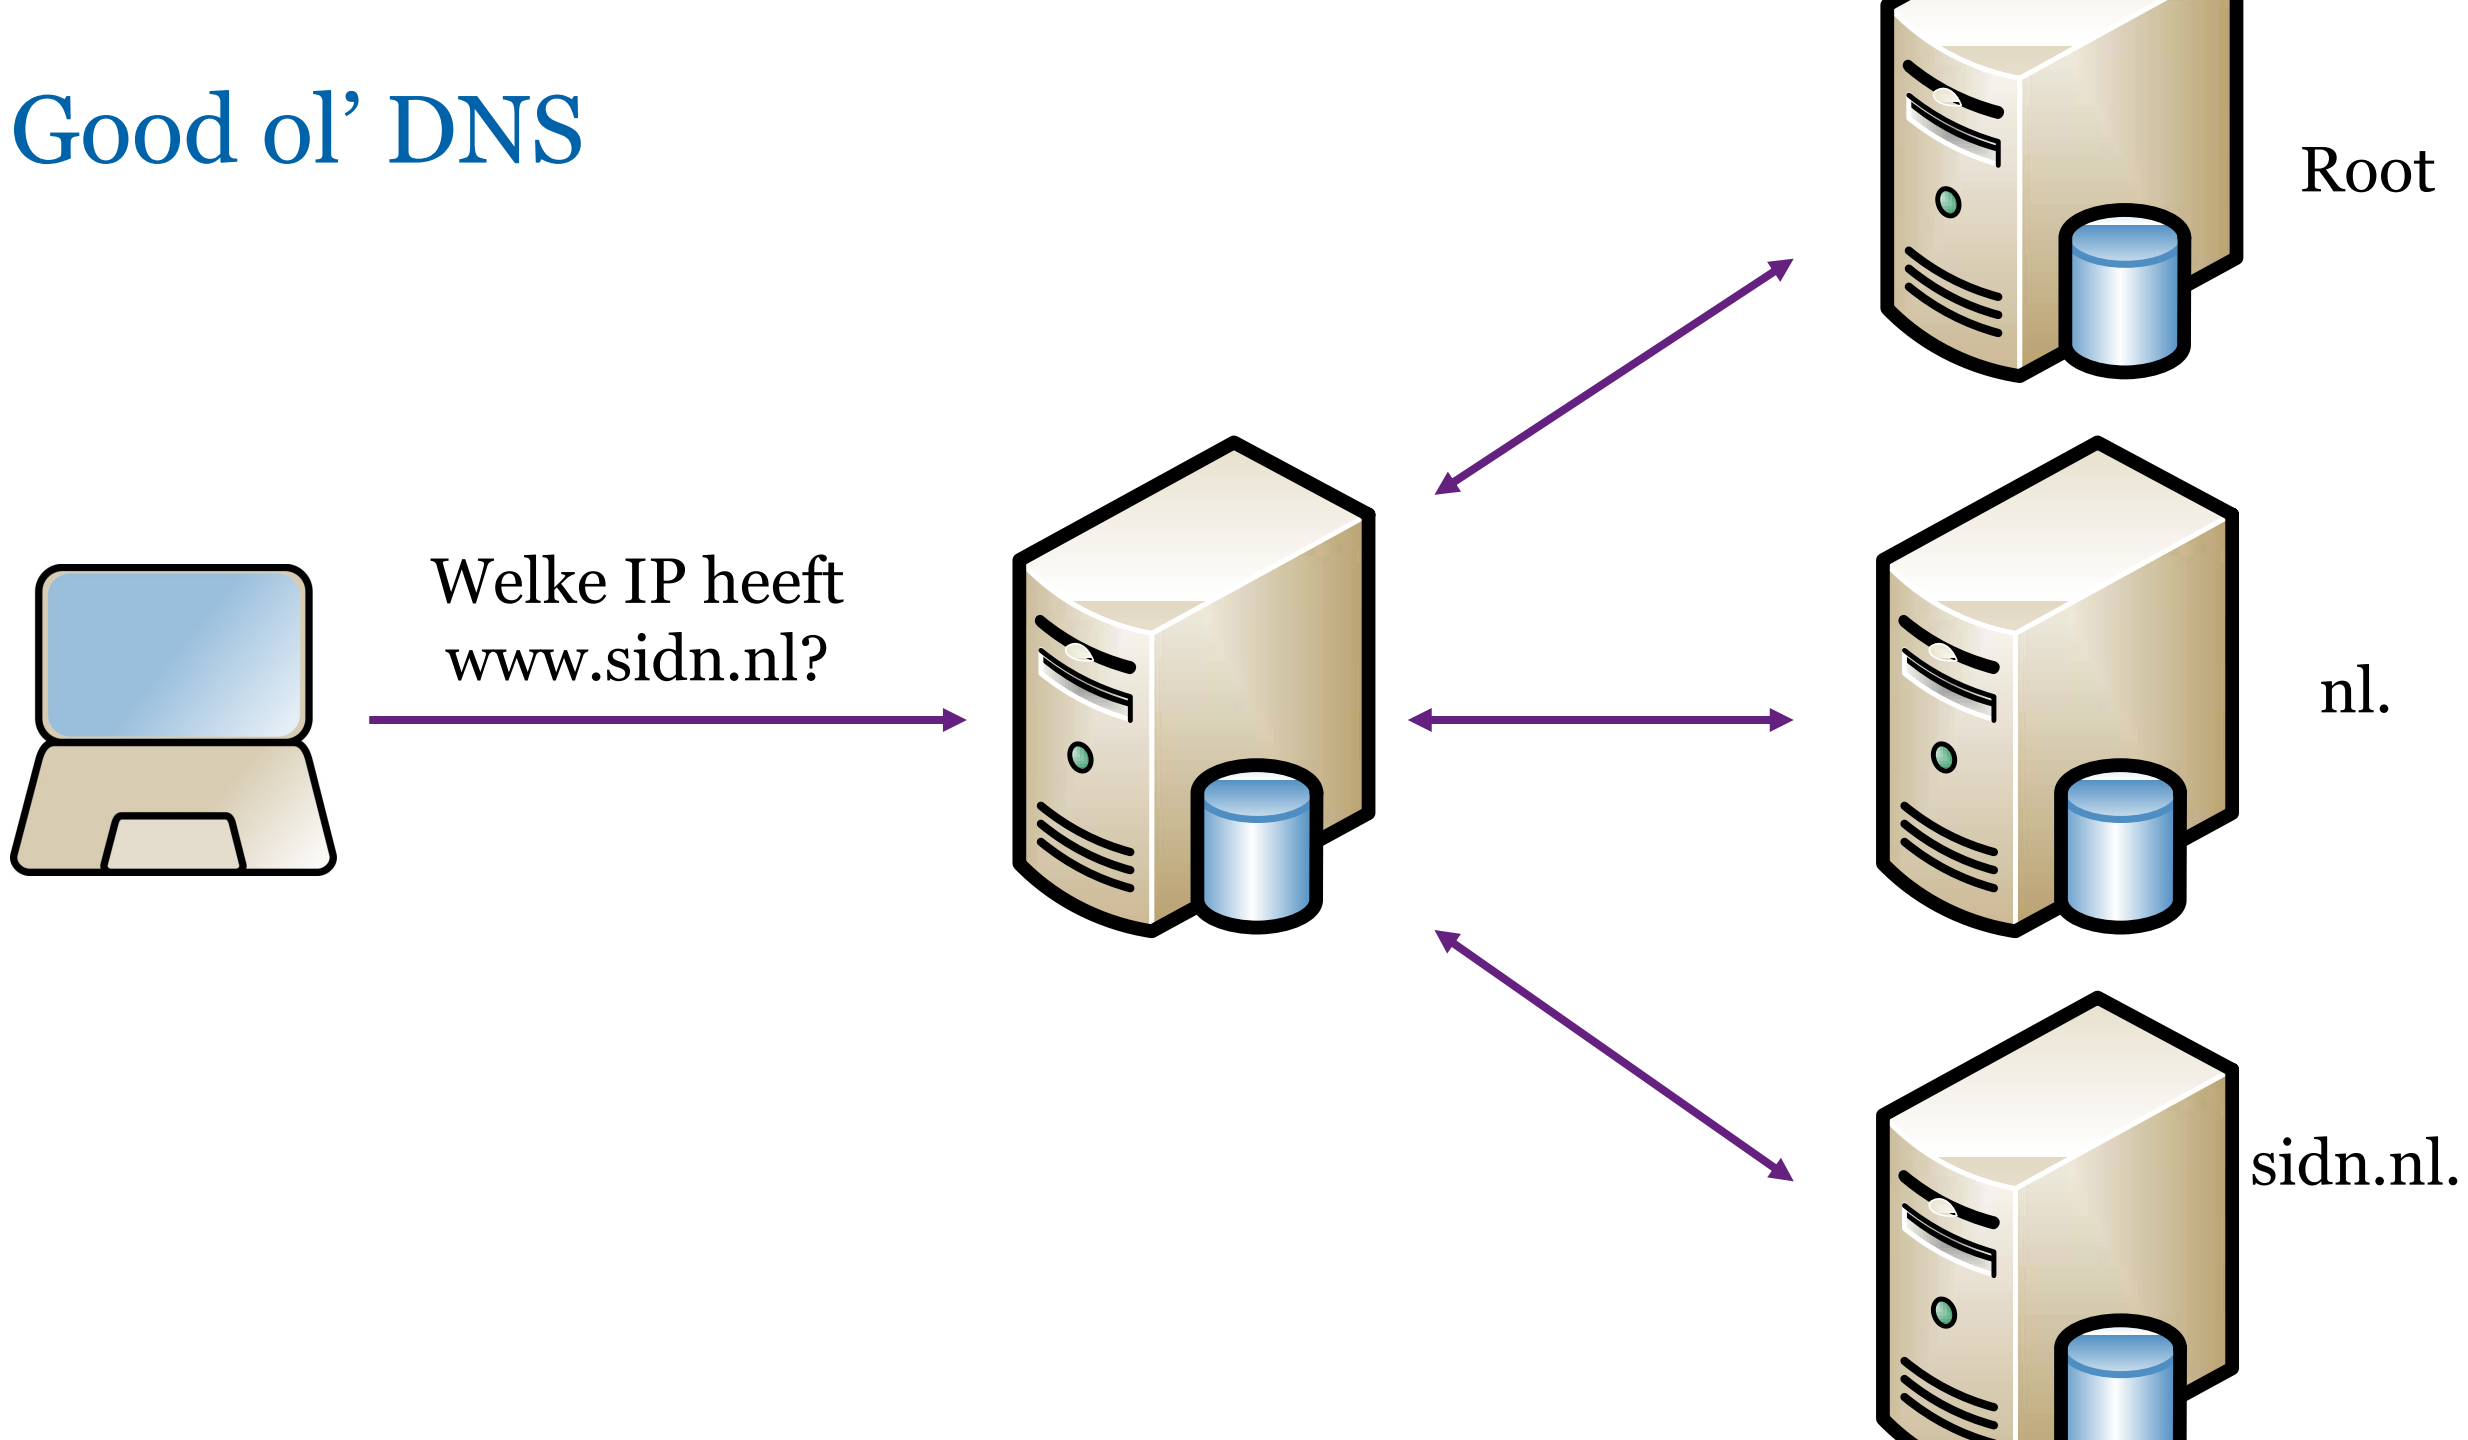 Good ol’ DNS
Root
Welke IP heeft
www.sidn.nl?
nl.
sidn.nl.